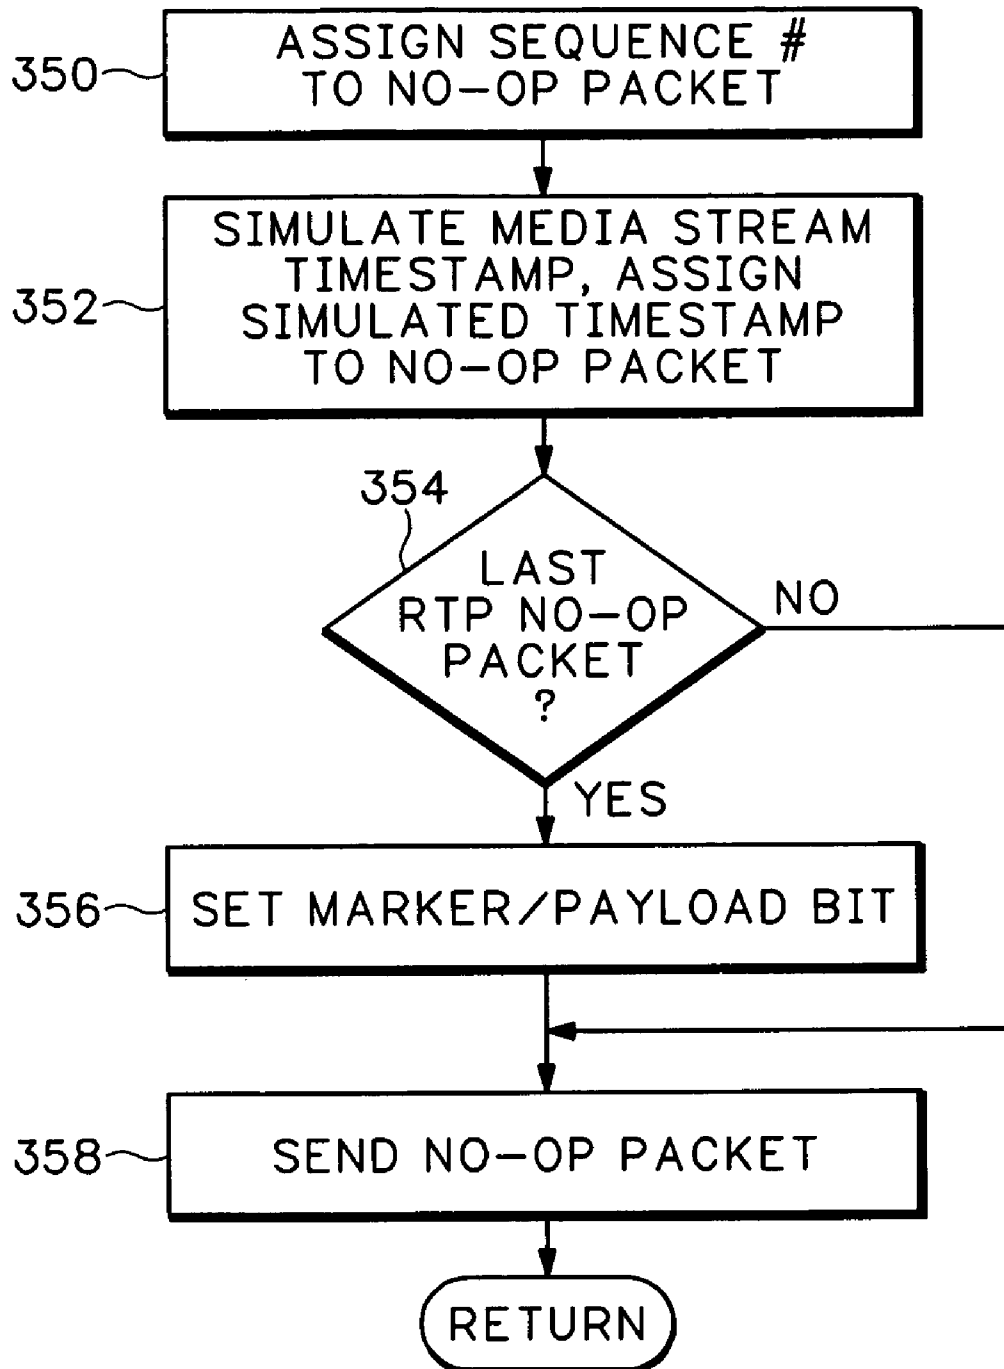 350
ASSIGN SEQUENCE #
TO NO-OP PACKET
352
SIMULATE MEDIA STREAM
TIMESTAMP, ASSIGN
SIMULATED TIMESTAMP
TO NO-OP PACKET
354
LAST
RTP NO-OP
PACKET
?
NO
YES
356
SET MARKER/PAYLOAD BIT
358
SEND NO-OP PACKET
RETURN